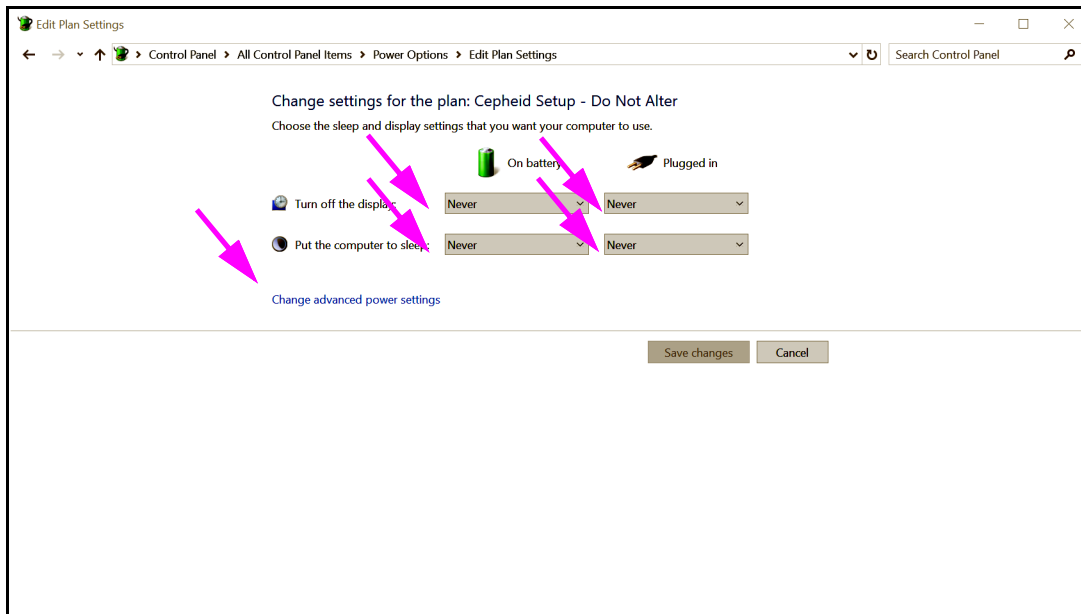 Edit Plan Settings
Control Panel > All Control Panel Items > Power Options > Edit Plan Settings
Search Control Panel
Change settings for the plan: Cepheid Setup - Do Not Alter
Choose the sleep and display settings that you want your computer to use.
On battery
Plugged in
Turn off the display: Never Never
Put the computer to sleep: Never Never
Change advanced power settings
Save changes Cancel